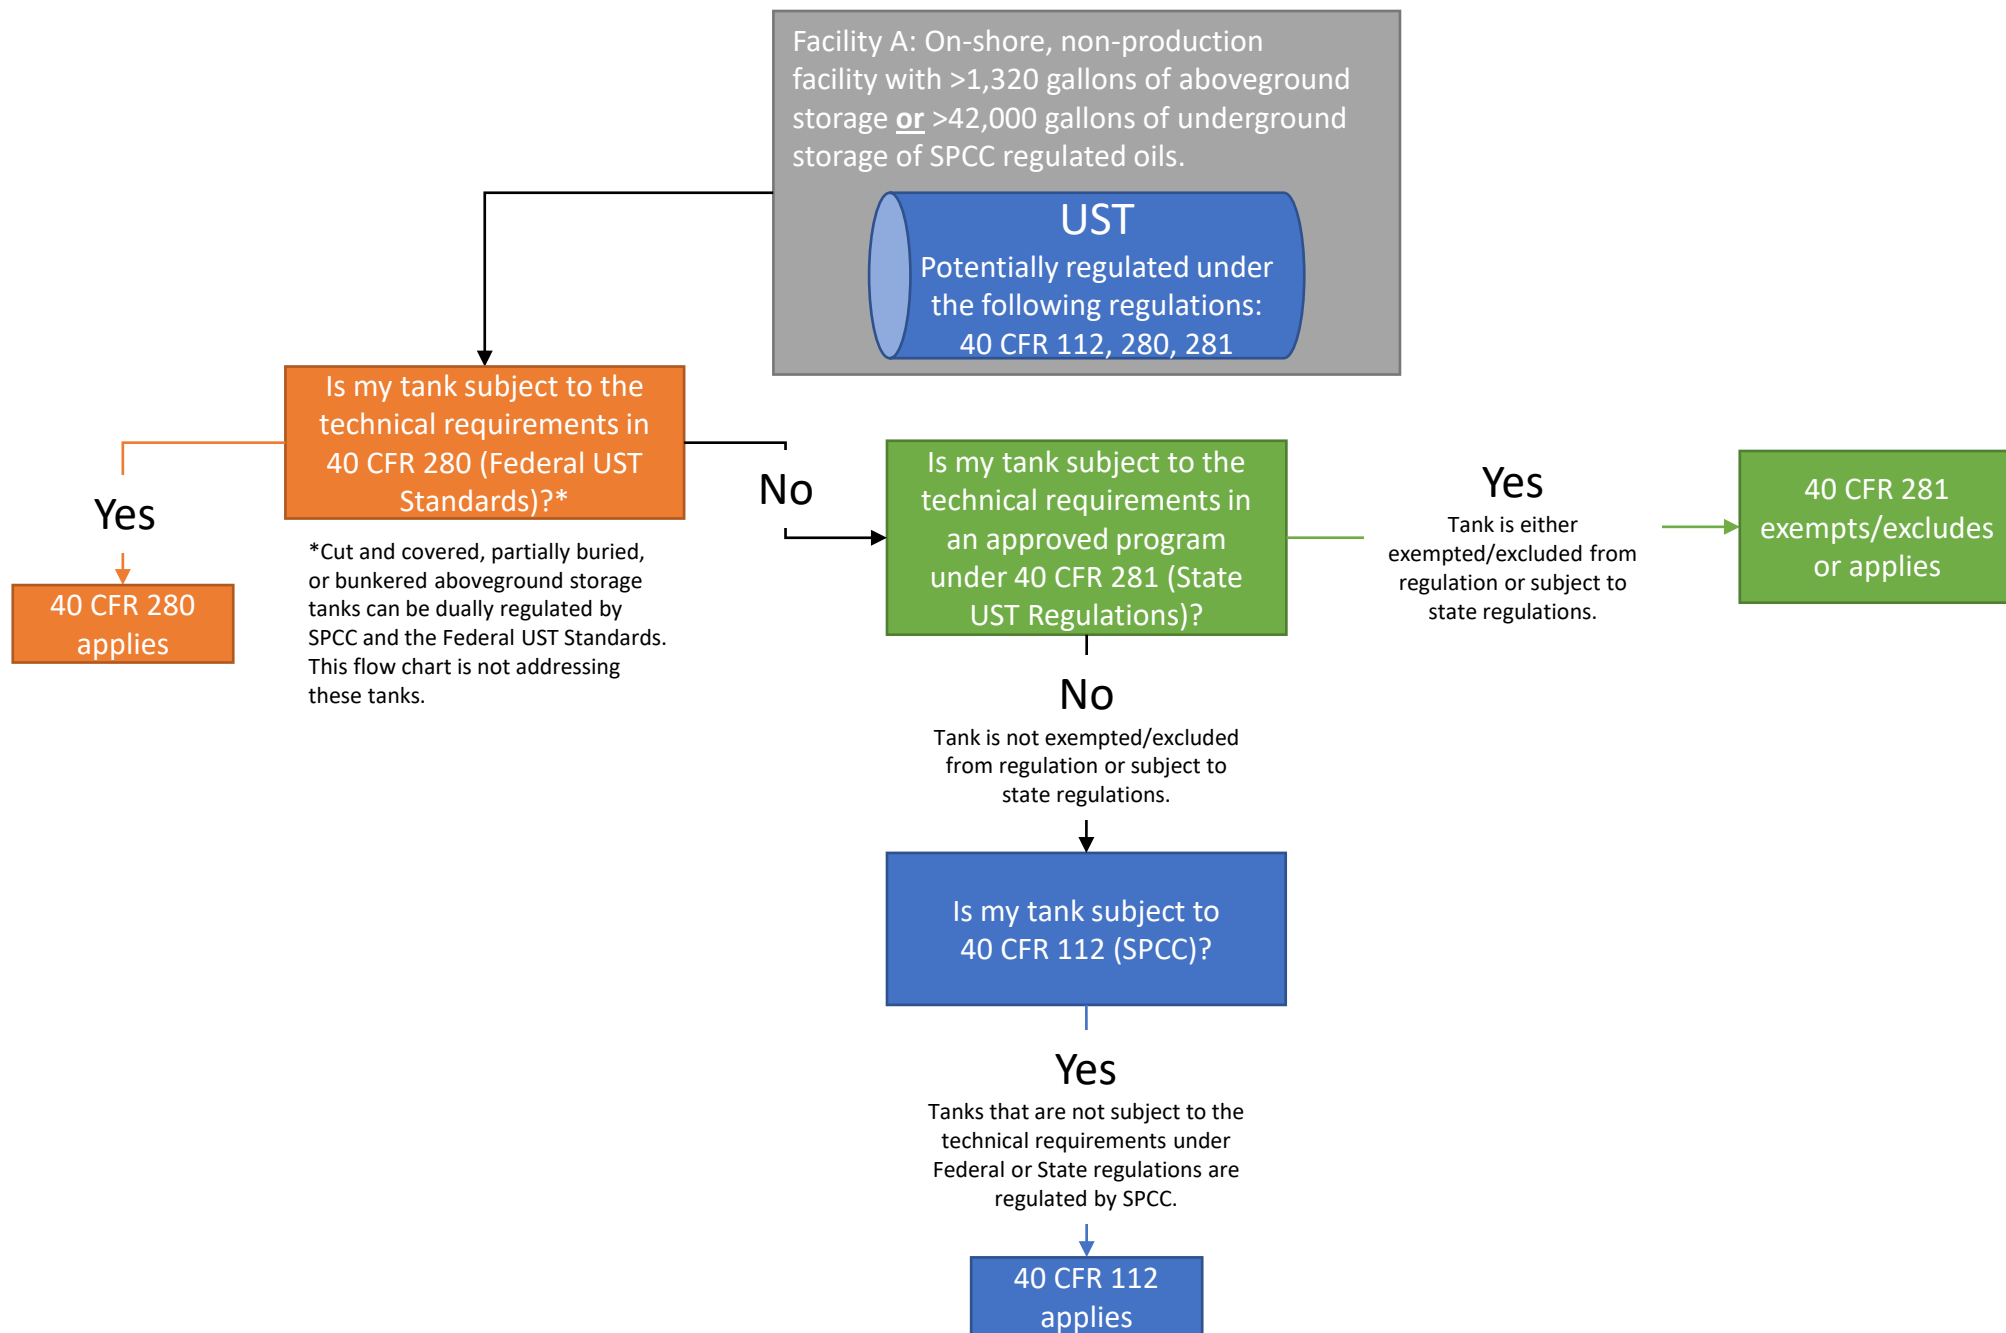 Facility A: On-shore, non-production
facility with >1,320 gallons of aboveground
storage or >42,000 gallons of underground
storage of SPCC regulated oils.
UST
Potentially regulated under
the following regulations:
40 CFR 112, 280, 281
Is my tank subject to the
technical requirements in
40 CFR 280 (Federal UST
Standards)?*
Yes
40 CFR 280
applies
*Cut and covered, partially buried,
or bunkered aboveground storage
tanks can be dually regulated by
SPCC and the Federal UST Standards.
This flow chart is not addressing
these tanks.
No
Is my tank subject to the
technical requirements in
an approved program
under 40 CFR 281 (State
UST Regulations)?
Yes
Tank is either
exempted/excluded from
regulation or subject to
state regulations.
40 CFR 281
exempts/excludes
or applies
No
Tank is not exempted/excluded
from regulation or subject to
state regulations.
Is my tank subject to
40 CFR 112 (SPCC)?
Yes
Tanks that are not subject to the
technical requirements under
Federal or State regulations are
regulated by SPCC.
40 CFR 112
applies